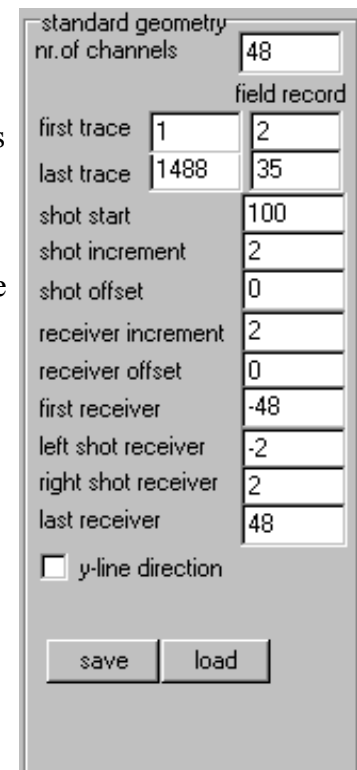 standard geometry
nr.of channels 48
field record
first trace 1 2
s
last trace 1488 35
shot start 100
shot increment 2
e
shot offset 0
receiver increment 2
receiver offset 0
first receiver -48
left shot receiver -2
right shot receiver 2
last receiver 48
y-line direction
save load